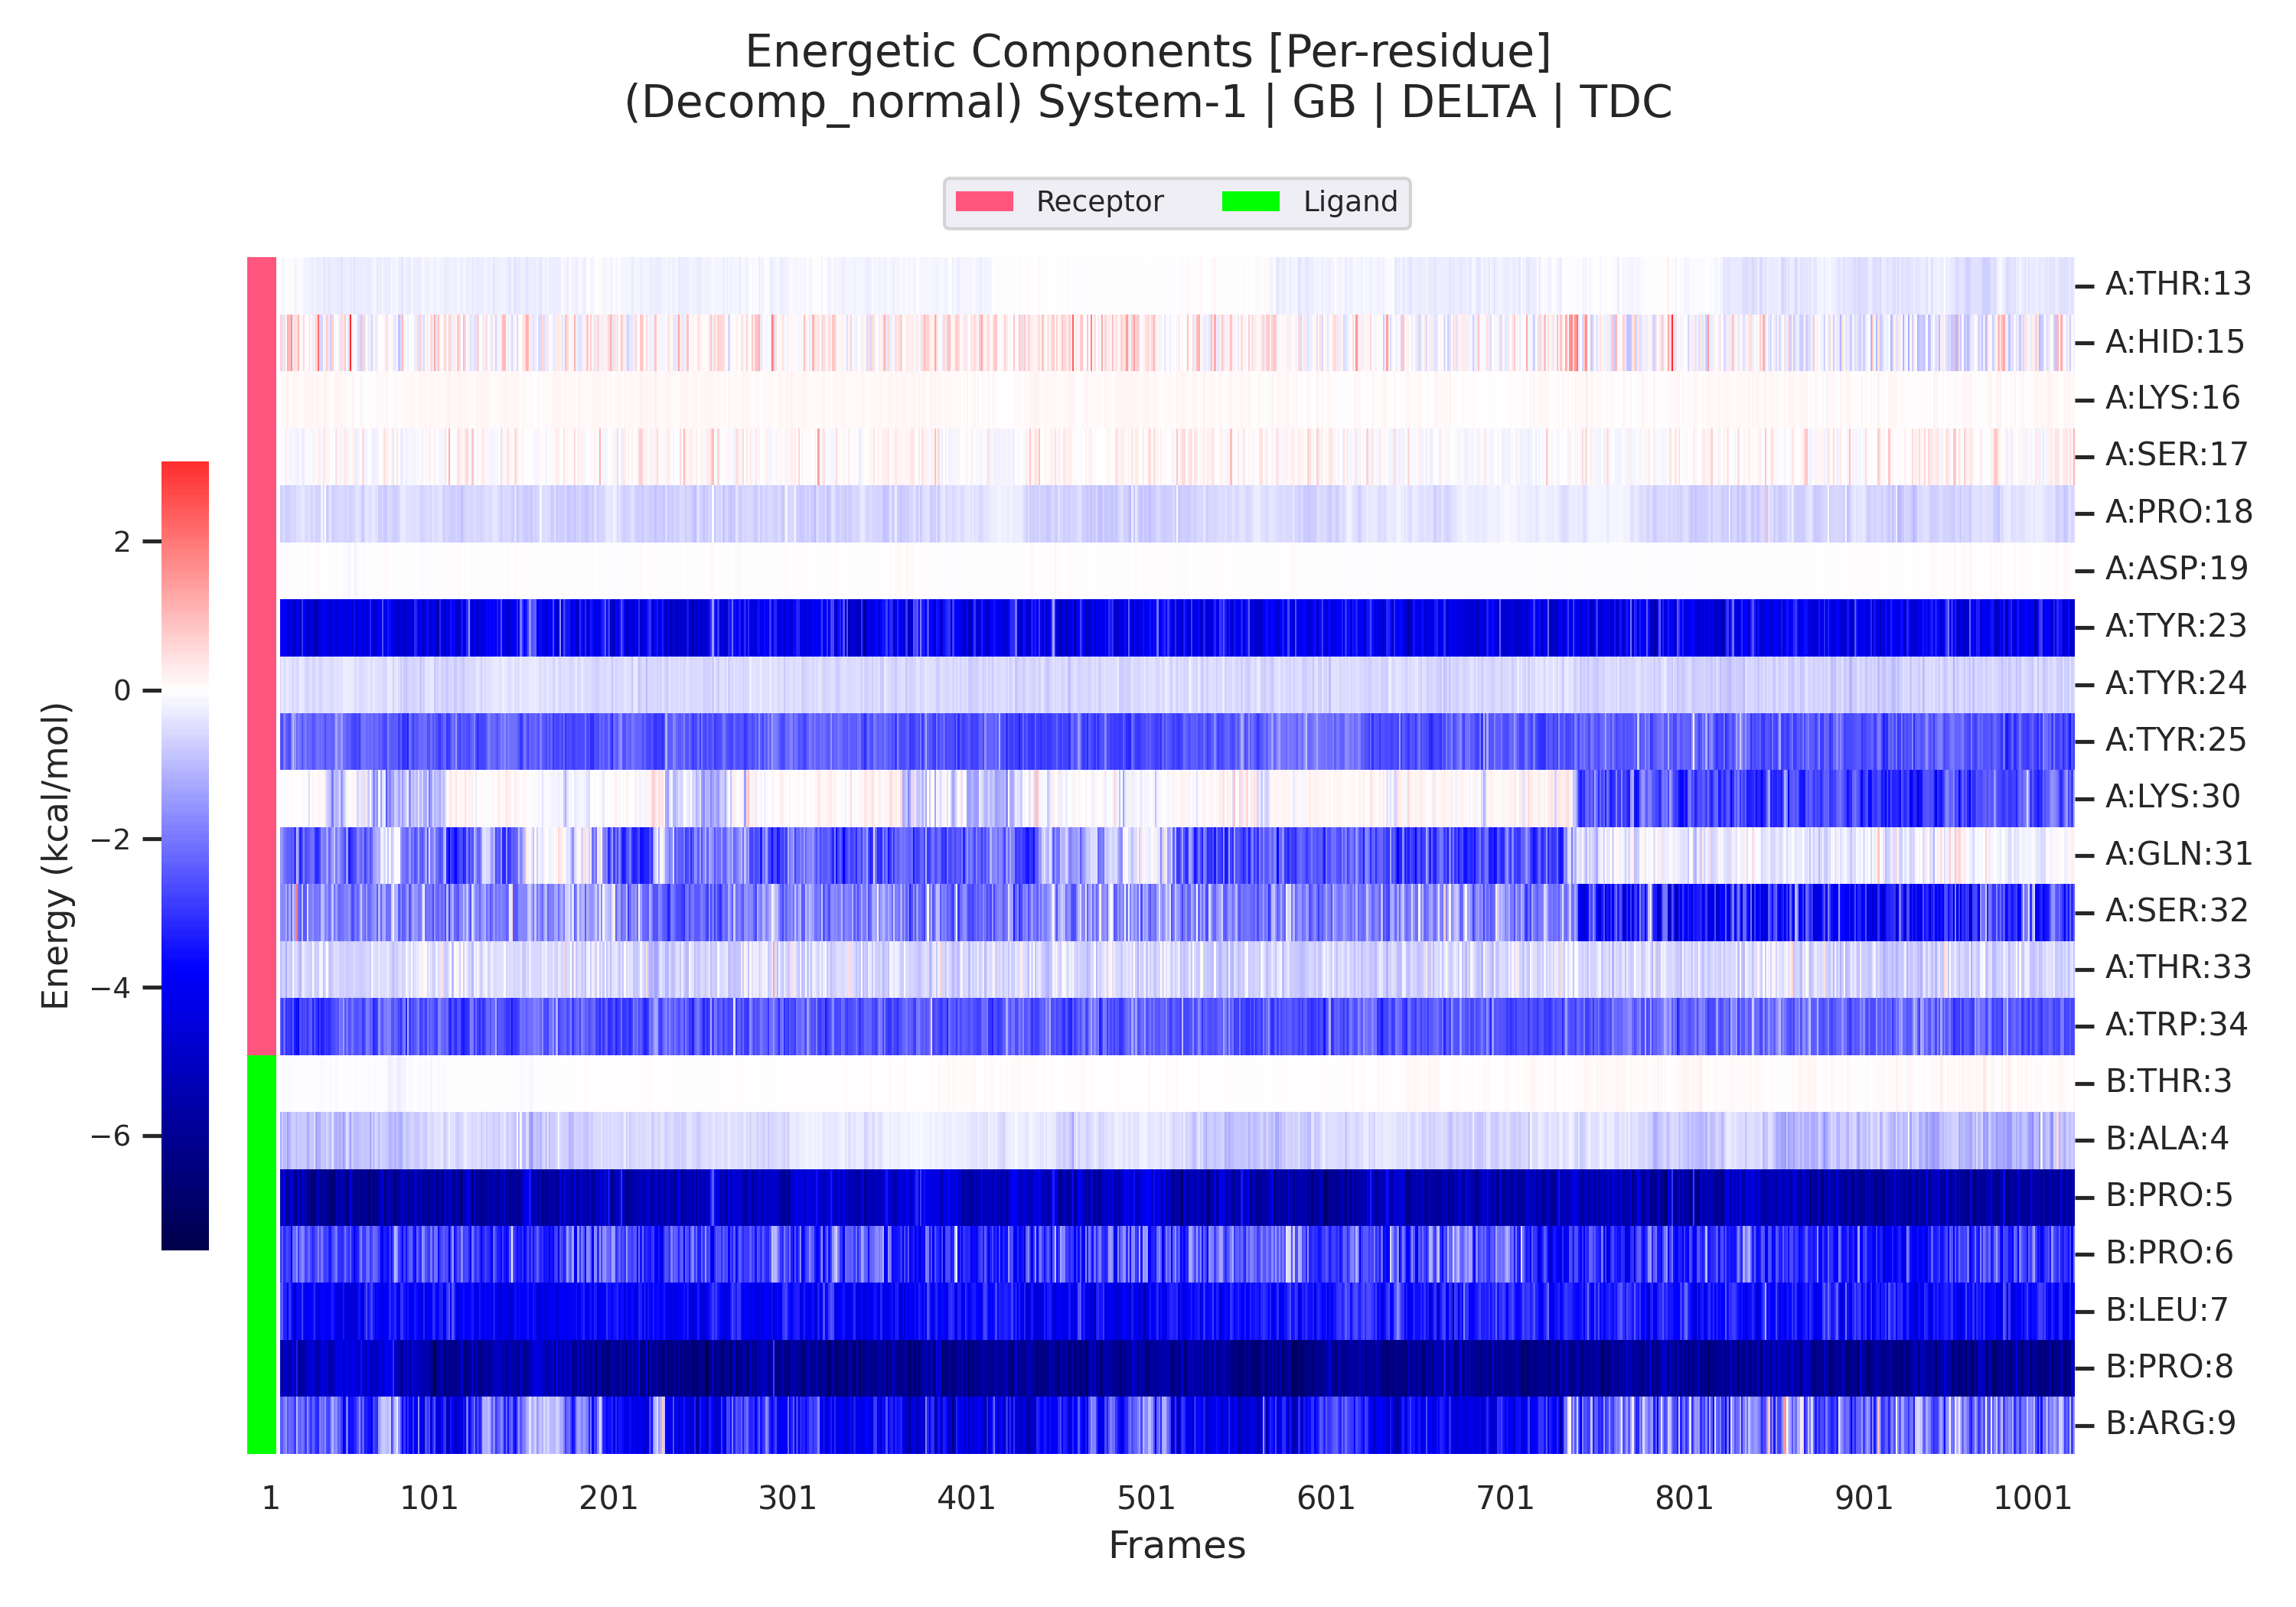 Energetic Components [Per-residue]
(Decomp_normal) System-1 | GB | DELTA | TDC
Receptor
Ligand
A:THR:13
A:HID:15
A:LYS:16
A:SER:17
A:PRO:18
A:ASP:19
A:TYR:23
A:TYR:24
A:TYR:25
A:LYS:30
A:GLN:31
A:SER:32
A:THR:33
A:TRP:34
B:THR:3
B:ALA:4
B:PRO:5
B:PRO:6
B:LEU:7
B:PRO:8
B:ARG:9
2
0
−2
−4
−6
Energy (kcal/mol)
1 101 201 301 401 501 601 701 801 901 1001
Frames